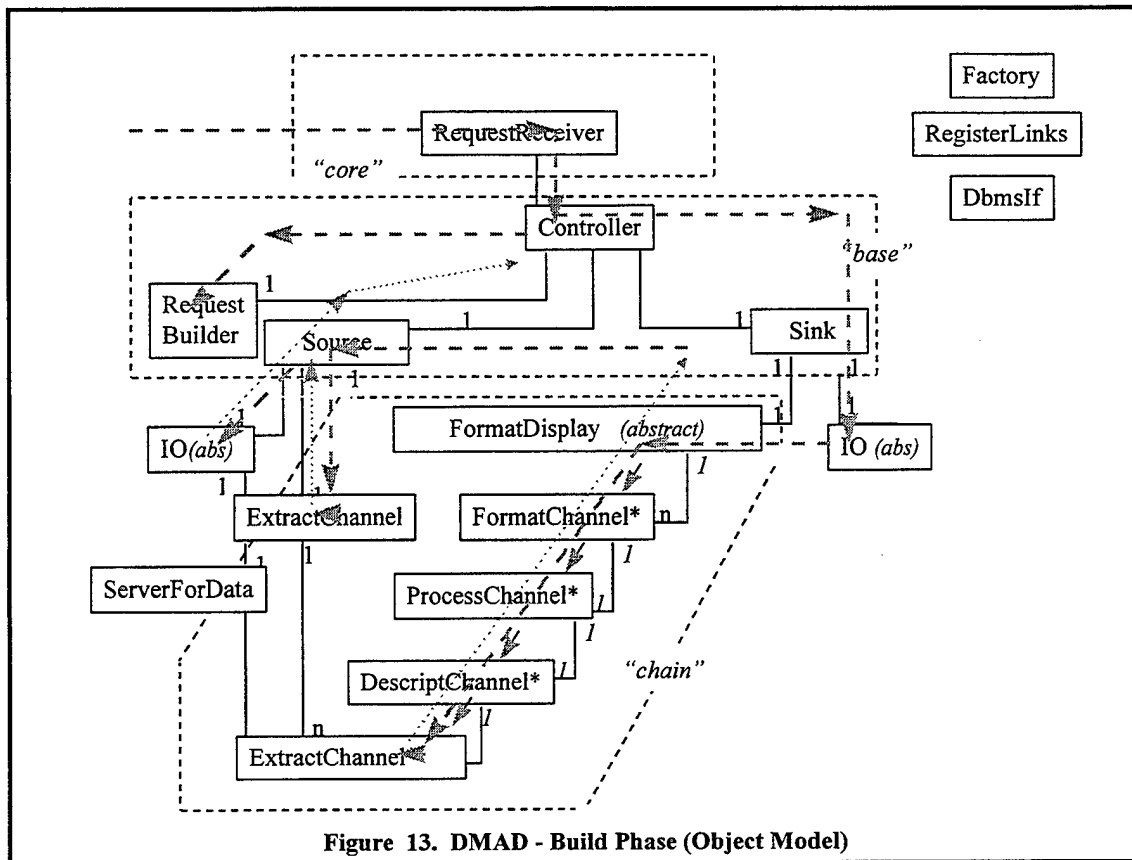 Factory
RequestReceiver
RegisterLinks
"core"
DbmsIf
Controller
"base"
1
Request
Builder
1
1
Sink
Source
1
1
1
1
1
1
FormatDisplay (abstract)
IO(abs)
IO (abs)
1
1
1
ExtractChannel
FormatChannel*
n
1
1
1
ServerForData
ProcessChannel*
1
1
"chain"
DescriptChannel*
1
1
n
ExtractChannel
Figure 13. DMAD - Build Phase (Object Model)